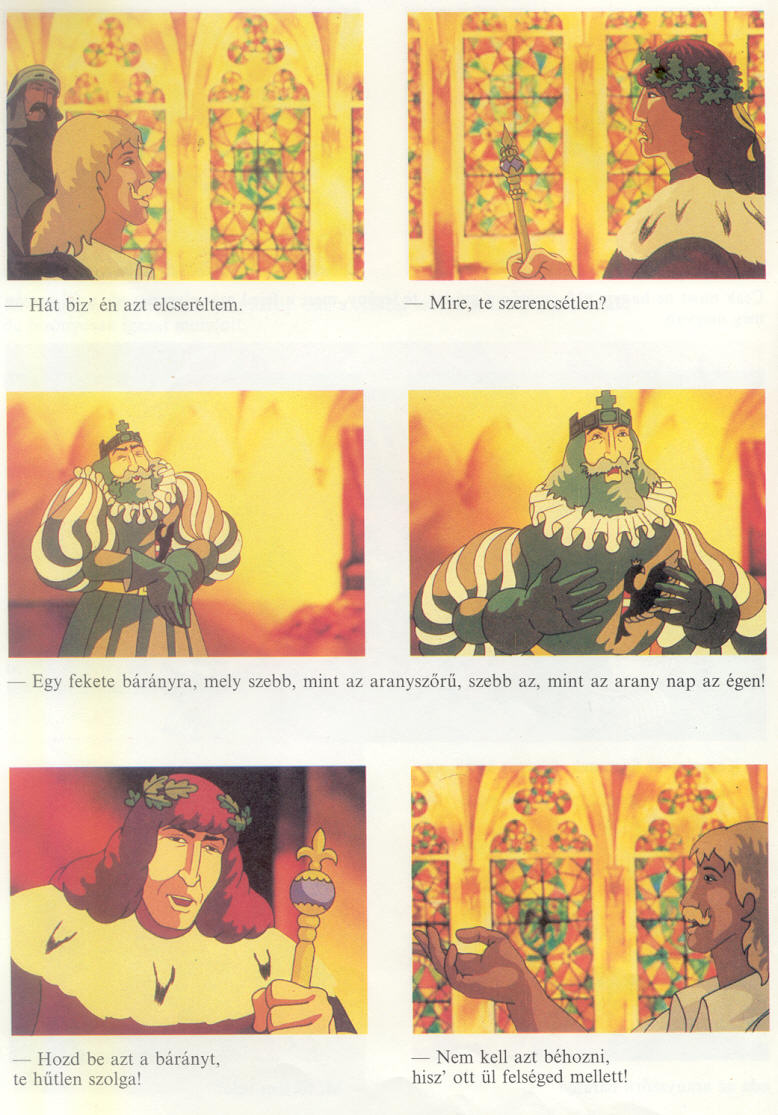 — Hát biz' én azt elcseréltem.
— Mire, te szerencsétlen?
— Egy fekete bárányra, mely szebb, mint az aranyszőrű, szebb az, mint az arany nap az égen!
— Hozd be azt a bárányt,
te hűtlen szolga!
— Nem kell azt béhozni,
hisz' ott ül felséged mellett!